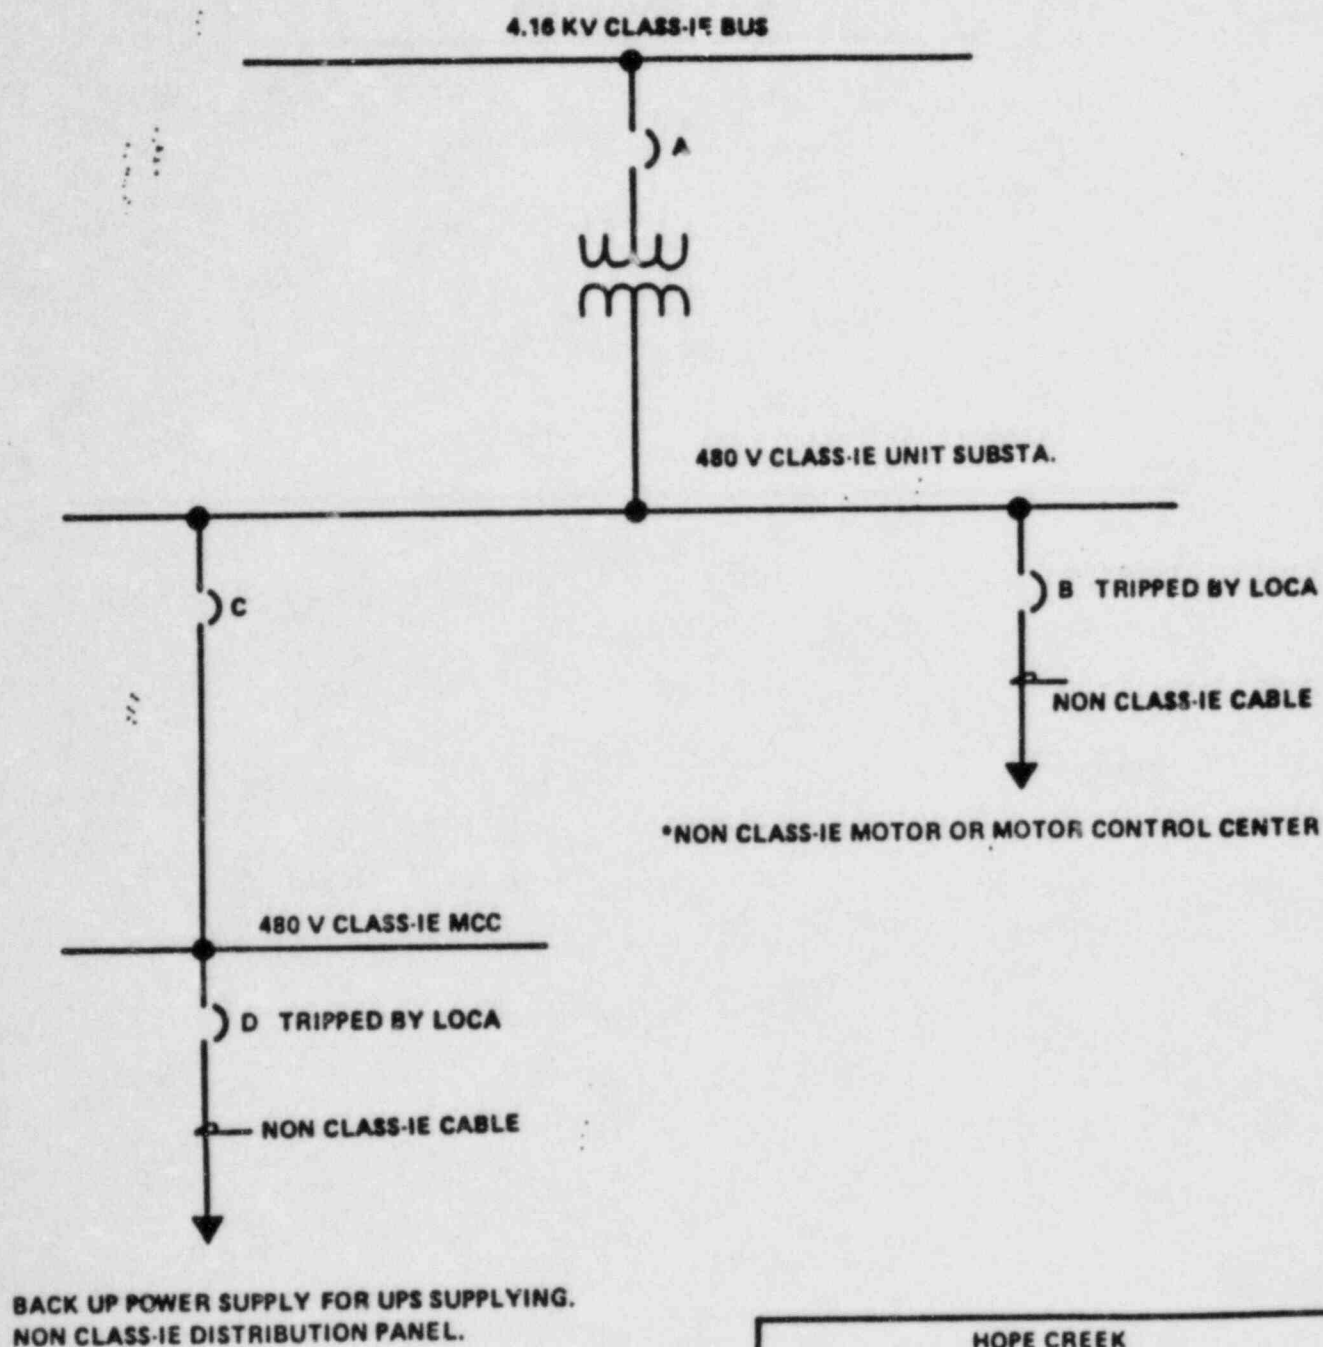 4.16 KV CLASS-IE BUS
A
480 V CLASS-IE UNIT SUBSTA.
C
B TRIPPED BY LOCA
NON CLASS-IE CABLE
*NON CLASS-IE MOTOR OR MOTOR CONTROL CENTER
480 V CLASS-IE MCC
D TRIPPED BY LOCA
NON CLASS-IE CABLE
BACK UP POWER SUPPLY FOR UPS SUPPLYING.
NON CLASS-IE DISTRIBUTION PANEL.
HOPE CREEK